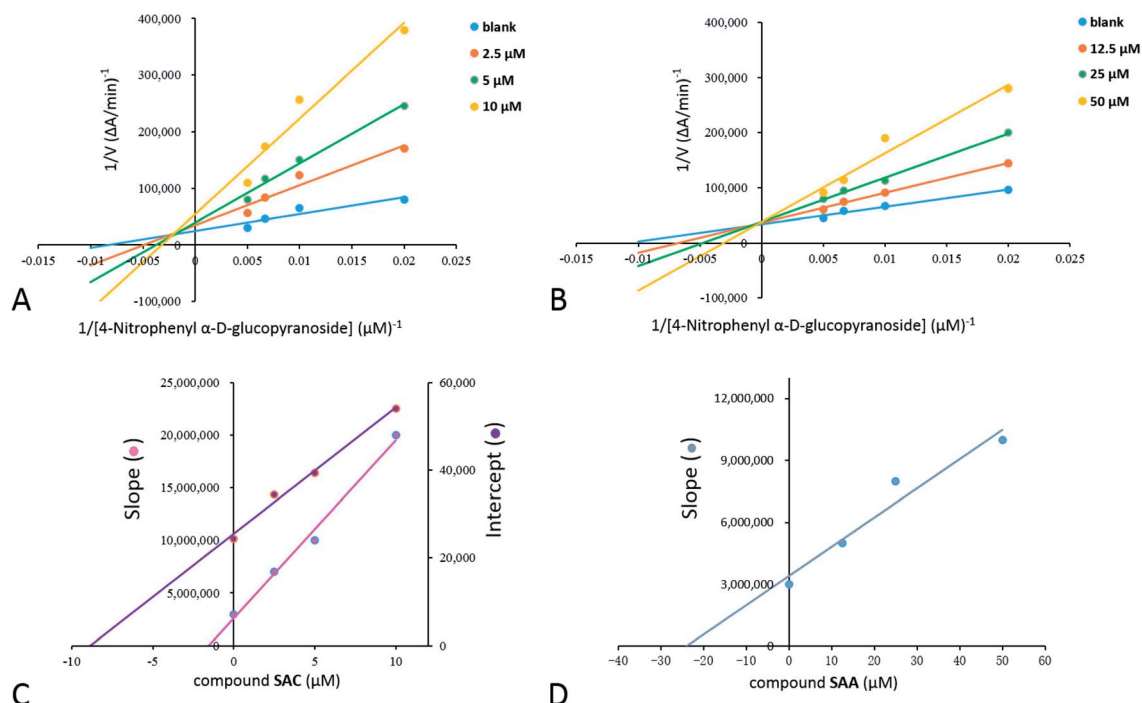 400,000
300,000
200,000
100,000
0
-100,000
-0.015 -0.01 -0.005 0 0.005 0.01 0.015 0.02 0.025
1/V (ΔA/min)⁻¹
1/[4-Nitrophenyl α-D-glucopyranoside] (μM)⁻¹
blank
2.5 μM
5 μM
10 μM
A
400,000
300,000
200,000
100,000
0
-100,000
-0.015 -0.01 -0.005 0 0.005 0.01 0.015 0.02 0.025
1/V (ΔA/min)⁻¹
1/[4-Nitrophenyl α-D-glucopyranoside] (μM)⁻¹
blank
12.5 μM
25 μM
50 μM
B
25,000,000
20,000,000
15,000,000
10,000,000
5,000,000
0
Slope ( )
60,000
40,000
20,000
0
Intercept ( )
-10 -5 0 5 10
compound SAC (μM)
C
12,000,000
9,000,000
6,000,000
3,000,000
0
Slope ( )
-40 -30 -20 -10 0 10 20 30 40 50 60
compound SAA (μM)
D